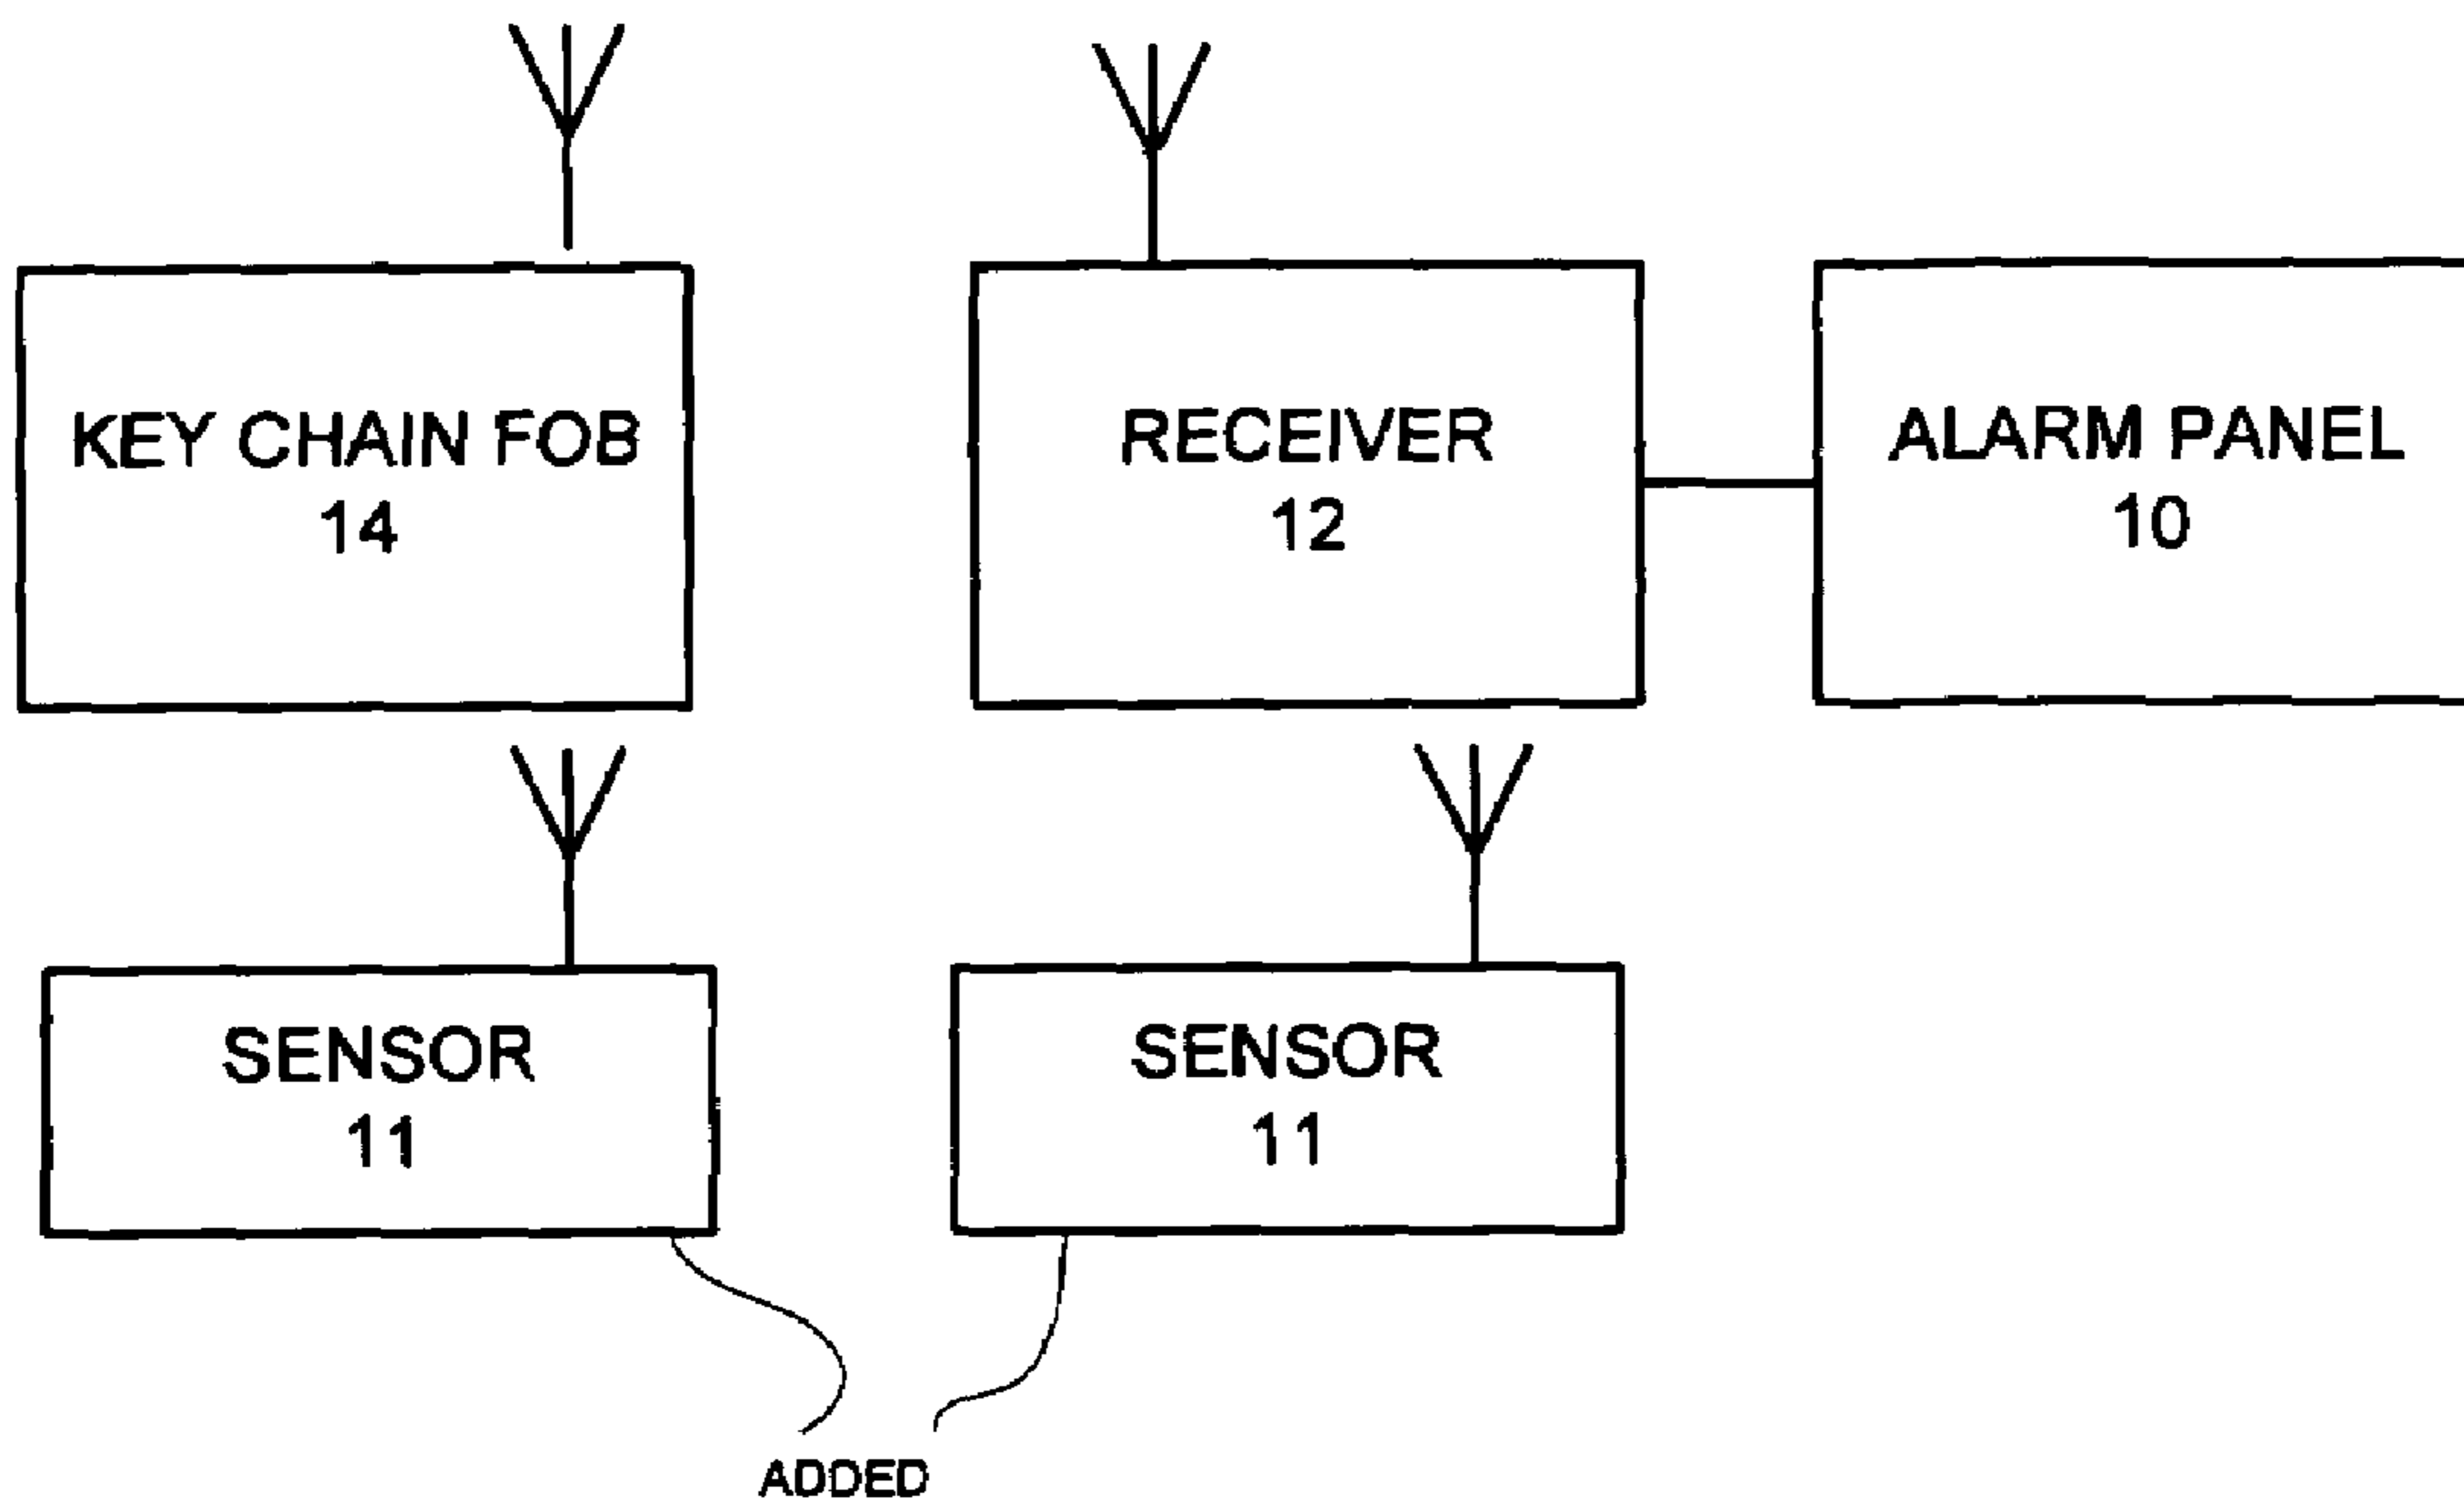 KEY CHAIN FOB
14
RECEIVER
12
ALARM PANEL
10
SENSOR
11
SENSOR
11
ADDED